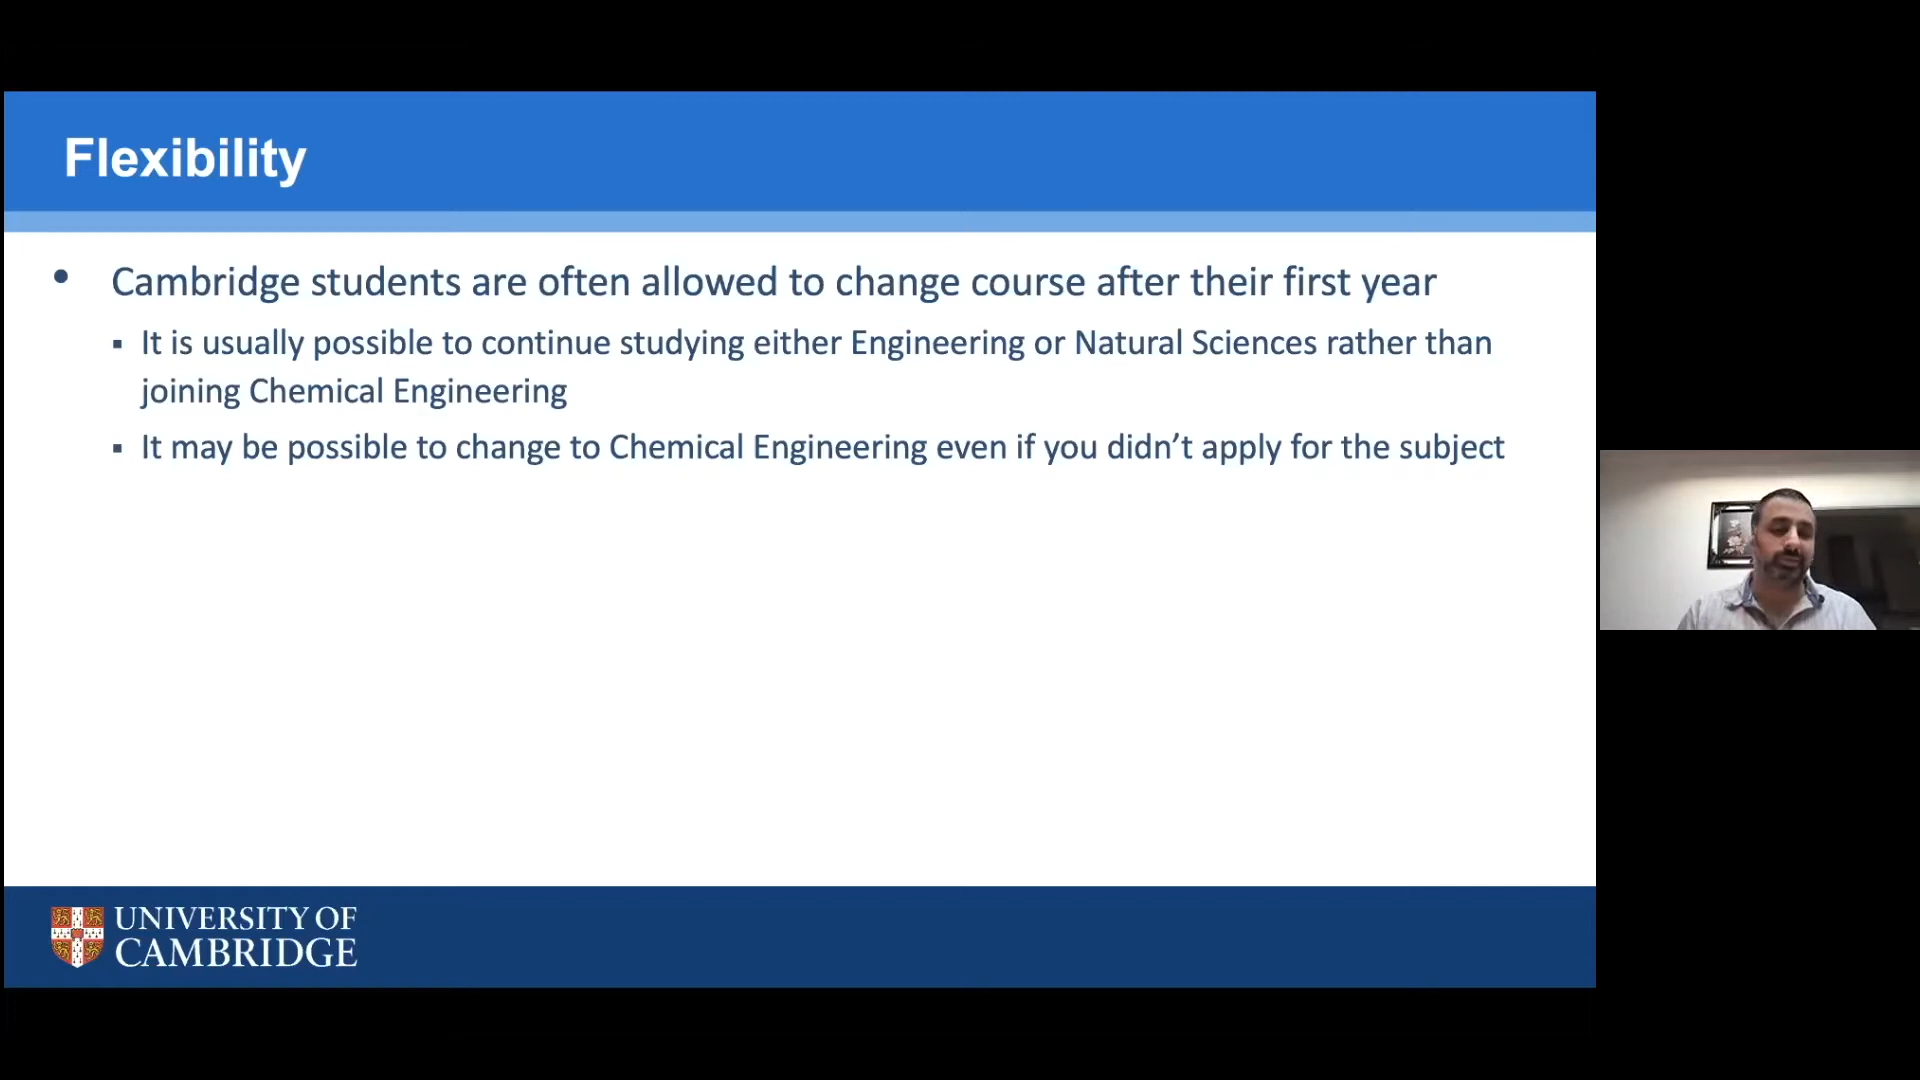 Flexibility
• Cambridge students are often allowed to change course after their first year
▪ It is usually possible to continue studying either Engineering or Natural Sciences rather than
joining Chemical Engineering
▪ It may be possible to change to Chemical Engineering even if you didn’t apply for the subject
UNIVERSITY OF
CAMBRIDGE